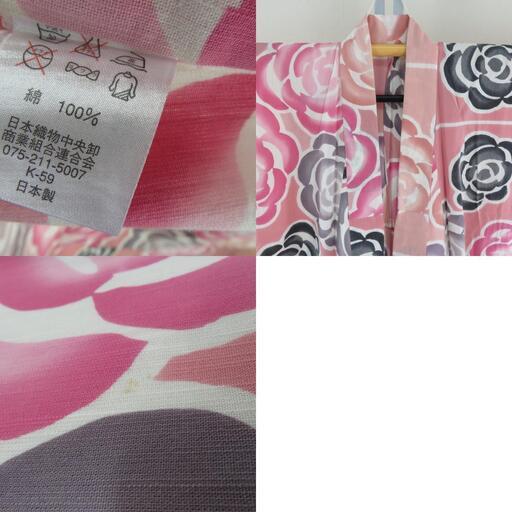 綿 100%
日本織物中央卸
商業組合連合会
075-211-5007
K-59
日本製